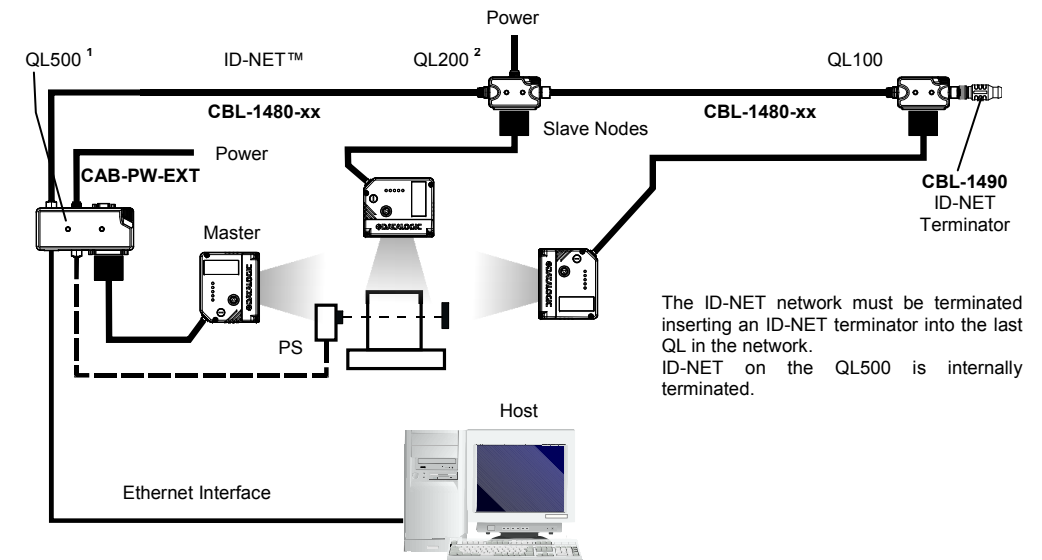 Power
QL500 1
ID-NET™
QL200 2
QL100
CBL-1480-xx
CBL-1480-xx
Slave Nodes
Power
CAB-PW-EXT
CBL-1490
ID-NET
Terminator
Master
DATALOGIC
DATALOGIC
DATALOGIC
PS
The ID-NET network must be terminated
inserting an ID-NET terminator into the last
QL in the network.
ID-NET on the QL500 is internally
terminated.
Host
Ethernet Interface